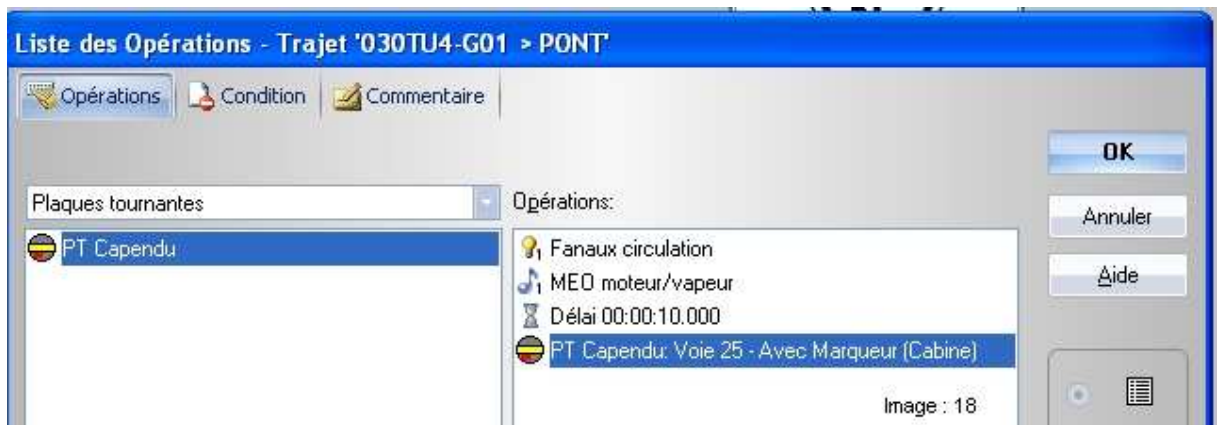 Liste des Opérations - Trajet '030TU4-G01 > PONT'
Opérations
Condition
Commentaire
OK
Plaques tournantes
Opérations:
Annuler
PT Capendu
Fanaux circulation
MEO moteur/vapeur
Aide
Délai 00:00:10.000
PT Capendu: Voie 25 - Avec Marqueur (Cabine)
Image : 18